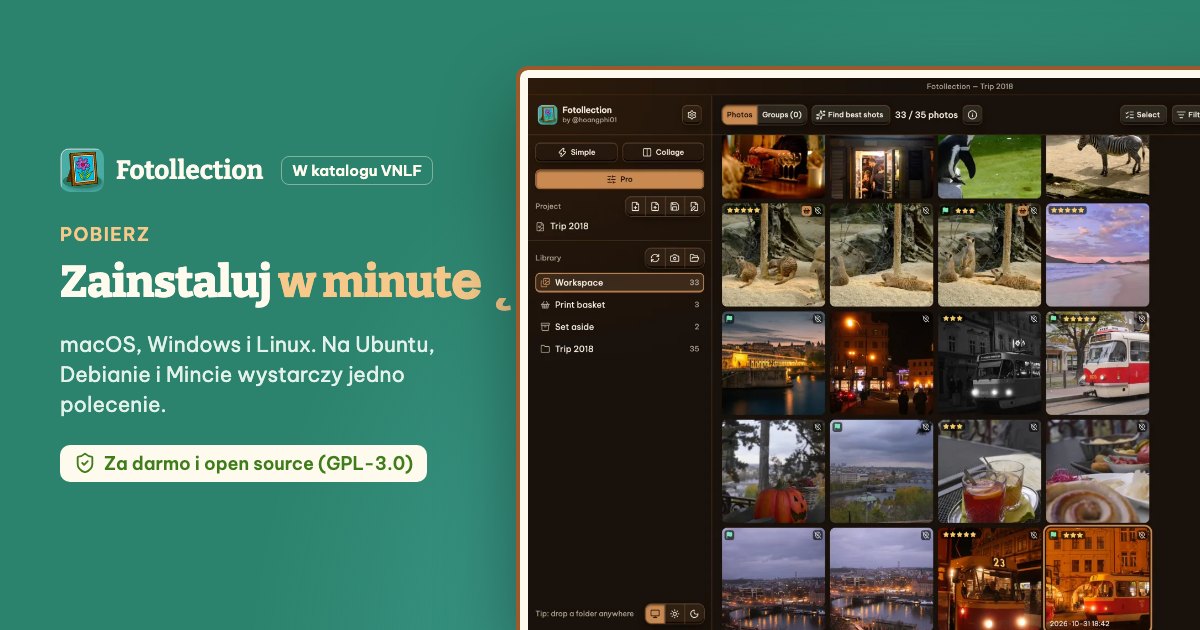 Fotollection
W katalogu VNLF
POBIERZ
Zainstaluj w minutę
macOS, Windows i Linux. Na Ubuntu,
Debianie i Mincie wystarczy jedno
polecenie.
Za darmo i open source (GPL-3.0)
Fotollection — Trip 2018
Fotollection
by @hoangphi01
Simple
Collage
Pro
Project
Trip 2018
Library
Workspace 33
Print basket 3
Set aside 2
Trip 2018 35
Tip: drop a folder anywhere
Photos
Groups (0)
Find best shots
33 / 35 photos
Select
23
2026-10-31 18:42